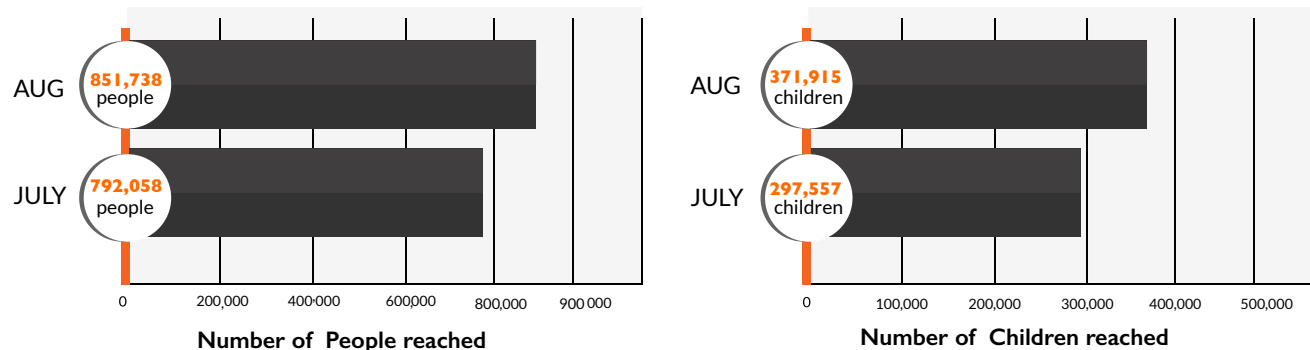 AUG
851,738
people
JULY
792,058
people
0 200,000 400,000 600,000 800,000 900 000
Number of People reached
AUG
371,915
children
JULY
297,557
children
0 100,000 200,000 300,000 400,000 500,000
Number of Children reached